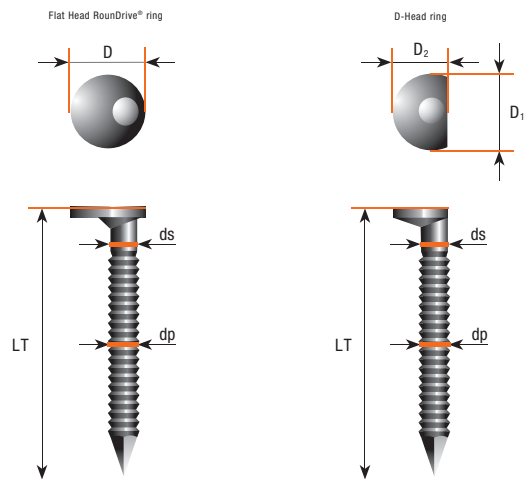 Flat Head RounDrive® ring
D-Head ring
D
D2
D1
ds
ds
dp
dp
LT
LT